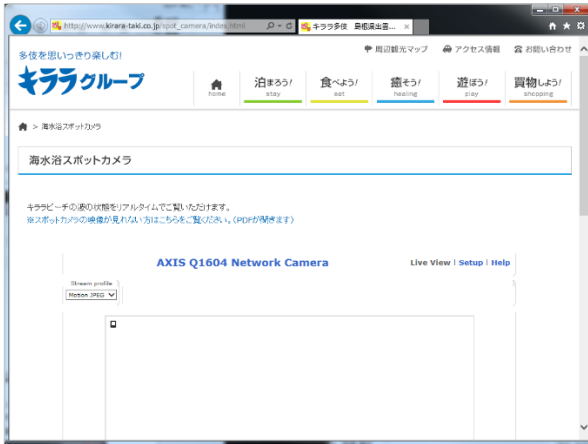 http://www.kirara-taki.co.jp/spot_camera/index.html
キララ多伎 島根県出雲...
多伎を思いっきり楽しむ!
周辺観光マップ
アクセス情報
お問い合わせ
キララグループ
home
泊まろう!
stay
食べよう!
eat
癒そう!
healing
遊ぼう!
play
買物しよう!
shopping
> 海水浴スポットカメラ
海水浴スポットカメラ
キララビーチの波の状態をリアルタイムでご覧いただけます。
※スポットカメラの映像が見れない方はこちらをご覧ください。(PDFが開きます)
AXIS Q1604 Network Camera
Live View | Setup | Help
Stream profile
Motion JPEG